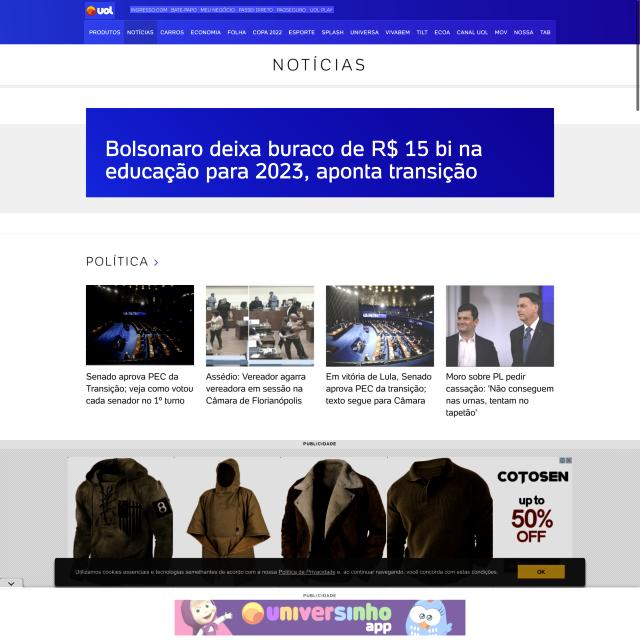 UOL
INGRESSO.COM BATE-PAPO MEU NEGÓCIO PASSEI DIRETO PAGSEGURO UOL PLAY
PRODUTOS NOTÍCIAS CARROS ECONOMIA FOLHA COPA 2022 ESPORTE SPLASH UNIVERSA VIVABEM TILT ECOA CANAL UOL MOV NOSSA TAB
NOTÍCIAS
Bolsonaro deixa buraco de R$ 15 bi na
educação para 2023, aponta transição
POLÍTICA
Senado aprova PEC da
Transição; veja como votou
cada senador no 1º turno
Assédio: Vereador agarra
vereadora em sessão na
Câmara de Florianópolis
Em vitória de Lula, Senado
aprova PEC da transição;
texto segue para Câmara
Moro sobre PL pedir
cassação: 'Não conseguem
nas urnas, tentam no
tapetão'
PUBLICIDADE
COTOSEN
up to
50%
OFF
8
Utilizamos cookies essenciais e tecnologias semelhantes de acordo com a nossa Política de Privacidade e, ao continuar navegando, você concorda com estas condições.
OK
PUBLICIDADE
universinho
app